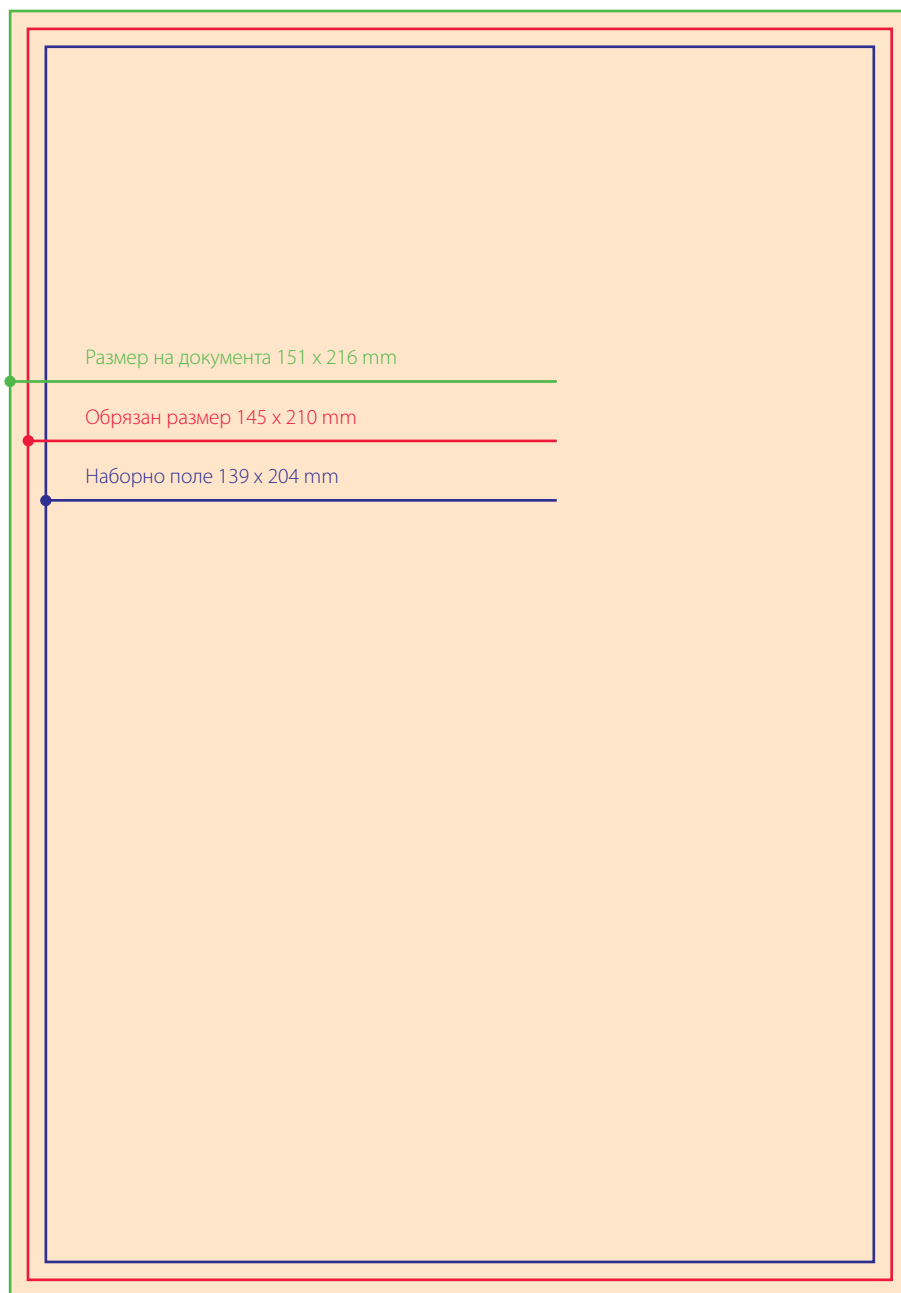 Размер на документа 151 x 216 mm
Обрязан размер 145 x 210 mm
Наборно поле 139 x 204 mm